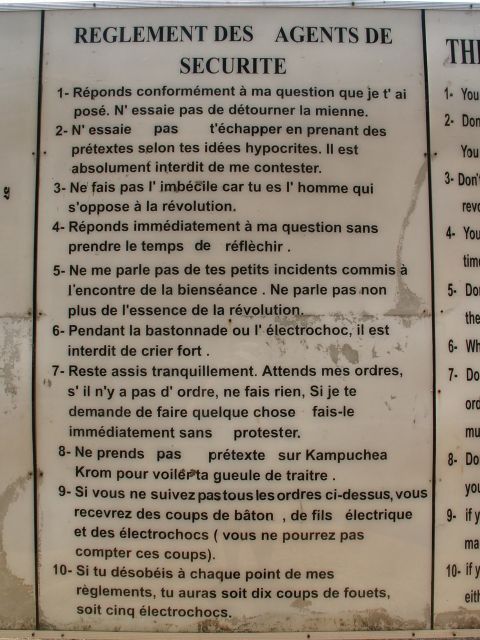 REGLEMENT DES AGENTS DE
SECURITE
1- Réponds conformément à ma question que je t' ai
posé. N' essaie pas de détourner la mienne.
2- N' essaie pas t'échapper en prenant des
prétextes selon tes idées hypocrites. Il est
absolument interdit de me contester.
3- Ne fais pas l' imbécile car tu es l' homme qui
s'oppose à la révolution.
4- Réponds immédiatement à ma question sans
prendre le temps de réflèchir .
5- Ne me parle pas de tes petits incidents commis à
l'encontre de la bienséance . Ne parle pas non
plus de l'essence de la révolution.
6- Pendant la bastonnade ou l' électrochoc, il est
interdit de crier fort .
7- Reste assis tranquillement. Attends mes ordres,
s' il n'y a pas d' ordre, ne fais rien, Si je te
demande de faire quelque chose fais-le
immédiatement sans protester.
8- Ne prends pas prétexte sur Kampuchea
Krom pour voiler ta gueule de traitre .
9- Si vous ne suivez pas tous les ordres ci-dessus, vous
recevrez des coups de bâton , de fils électrique
et des électrochocs ( vous ne pourrez pas
compter ces coups).
10- Si tu désobéis à chaque point de mes
règlements, tu auras soit dix coups de fouets,
soit cinq électrochocs.
TH
1- You
2- Don
You
3- Don't
revo
4- You
time
5- Do
the
6- Wh
7- Do
ord
mu
8- Do
yo
9- if y
ma
10- if y
eith